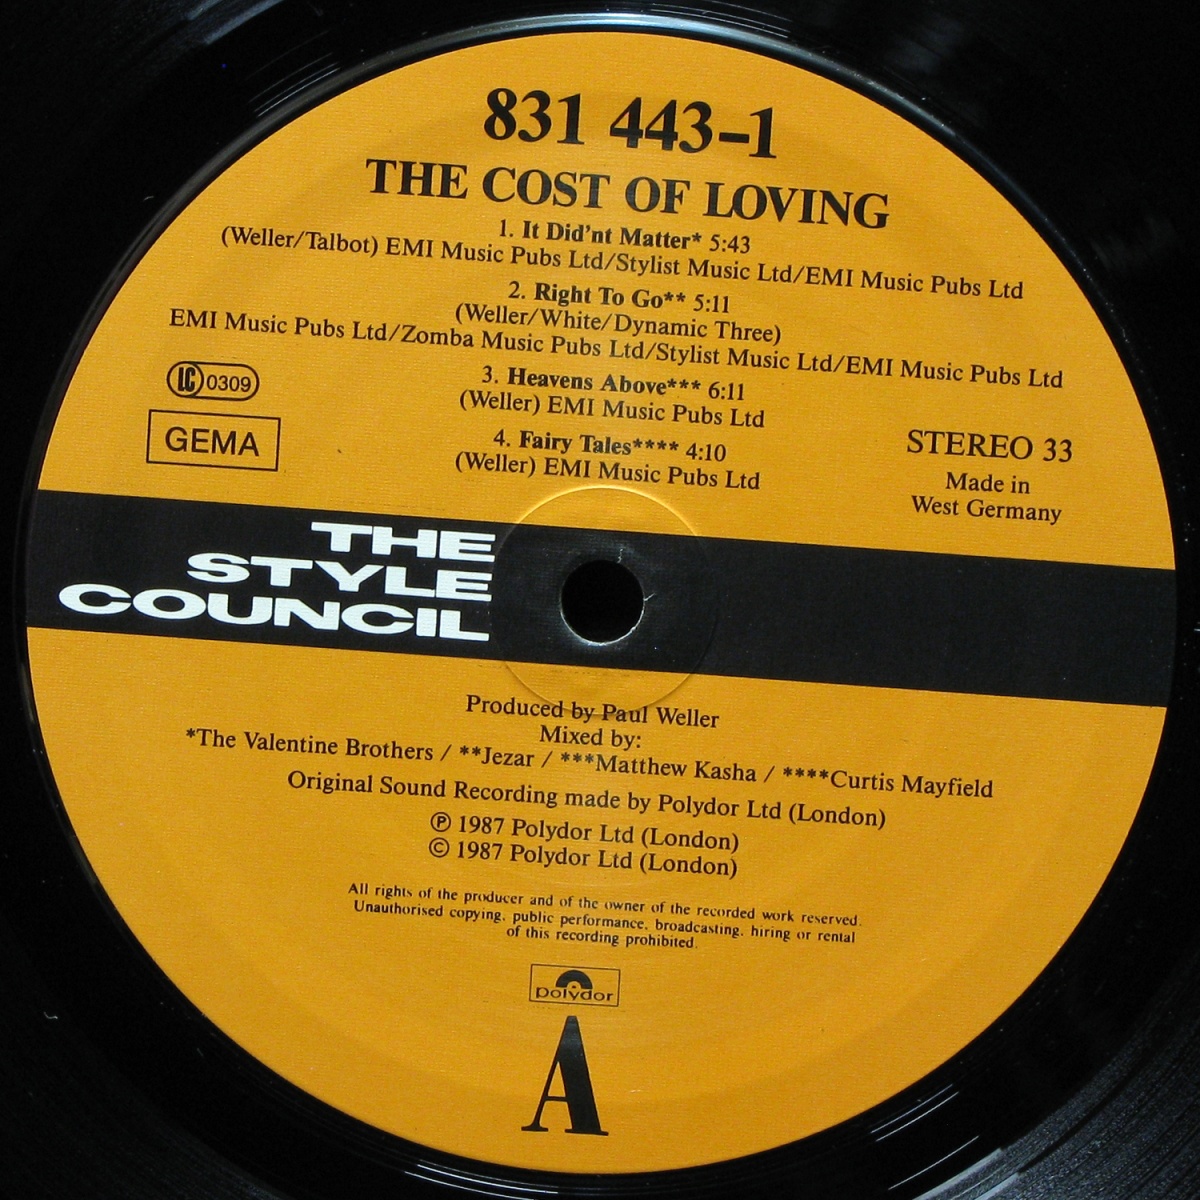 831 443-1
THE COST OF LOVING
1. It Did'nt Matter* 5:43
(Weller/Talbot) EMI Music Pubs Ltd/Stylist Music Ltd/EMI Music Pubs Ltd
2. Right To Go** 5:11
(Weller/White/Dynamic Three)
EMI Music Pubs Ltd/Zomba Music Pubs Ltd/Stylist Music Ltd/EMI Music Pubs Ltd
3. Heavens Above*** 6:11
(Weller) EMI Music Pubs Ltd
4. Fairy Tales**** 4:10
(Weller) EMI Music Pubs Ltd
LC 0309
GEMA
STEREO 33
Made in
West Germany
THE
STYLE
COUNCIL
Produced by Paul Weller
Mixed by:
*The Valentine Brothers / **Jezar / ***Matthew Kasha / ****Curtis Mayfield
Original Sound Recording made by Polydor Ltd (London)
℗ 1987 Polydor Ltd (London)
© 1987 Polydor Ltd (London)
All rights of the producer and of the owner of the recorded work reserved.
Unauthorised copying, public performance, broadcasting, hiring or rental
of this recording prohibited.
polydor
A